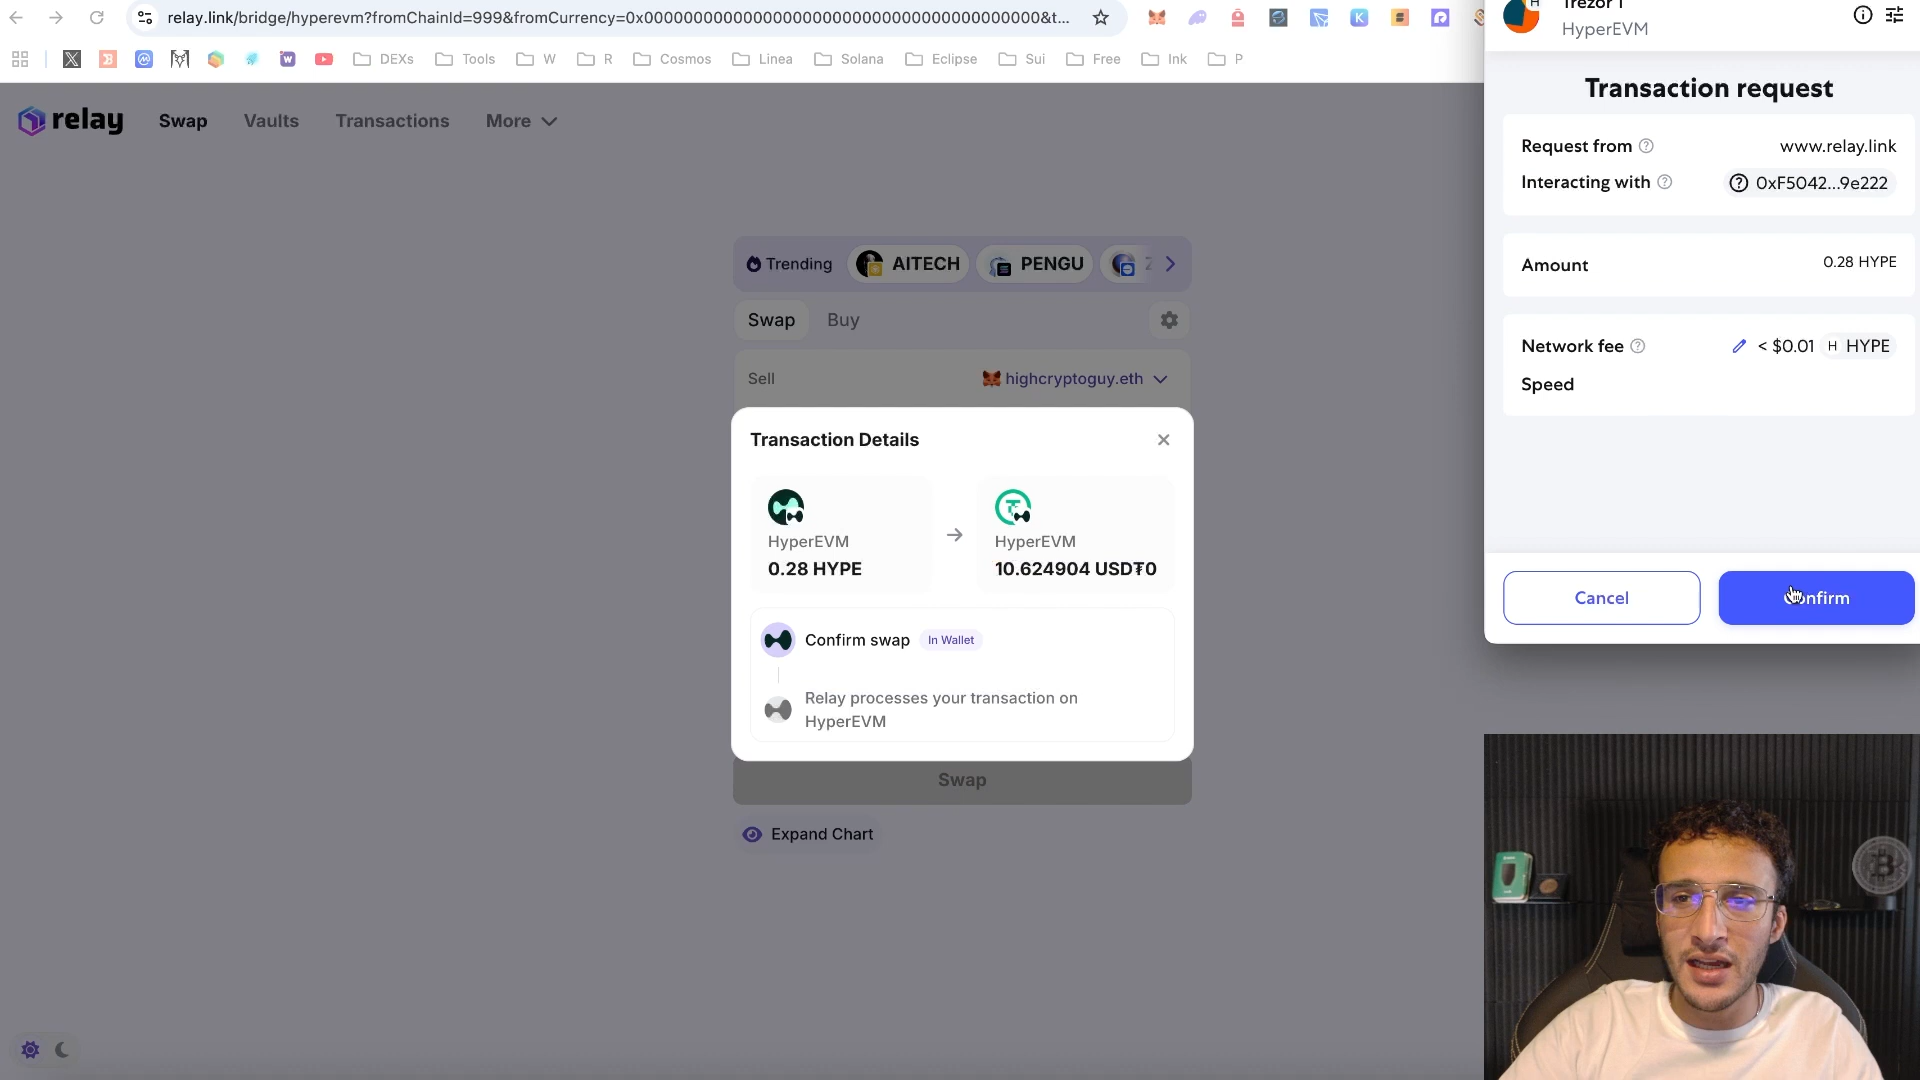 relay.link/bridge/hyperevm?fromChainId=999&fromCurrency=0x0000000000000000000000000000000000000000&t...
DEXs
Tools
W
R
Cosmos
Linea
Solana
Eclipse
Sui
Free
Ink
P
relay
Swap
Vaults
Transactions
More
Trending
AITECH
PENGU
Swap
Buy
Sell
highcryptoguy.eth
Transaction Details
HyperEVM
0.28 HYPE
HyperEVM
10.624904 USD₮0
Confirm swap
In Wallet
Relay processes your transaction on
HyperEVM
Swap
Expand Chart
HyperEVM
Transaction request
Request from
www.relay.link
Interacting with
0xF5042...9e222
Amount
0.28 HYPE
Network fee
< $0.01
H HYPE
Speed
Cancel
Confirm